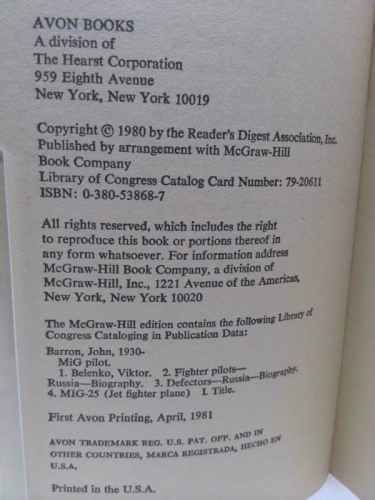 AVON BOOKS
A division of
The Hearst Corporation
959 Eighth Avenue
New York, New York 10019
Copyright © 1980 by the Reader's Digest Association, Inc.
Published by arrangement with McGraw-Hill
Book Company
Library of Congress Catalog Card Number: 79-20611
ISBN: 0-380-53868-7
All rights reserved, which includes the right
to reproduce this book or portions thereof in
any form whatsoever. For information address
McGraw-Hill Book Company, a division of
McGraw-Hill, Inc., 1221 Avenue of the Americas,
New York, New York 10020
The McGraw-Hill edition contains the following Library of
Congress Cataloging in Publication Data:
Barron, John, 1930-
MiG pilot.
1. Belenko, Viktor. 2. Fighter pilots—
Russia—Biography. 3. Defectors—Russia—Biography.
4. MIG-25 (Jet fighter plane) I. Title.
First Avon Printing, April, 1981
AVON TRADEMARK REG. U.S. PAT. OFF. AND IN
OTHER COUNTRIES, MARCA REGISTRADA, HECHO EN
U.S.A.
Printed in the U.S.A.